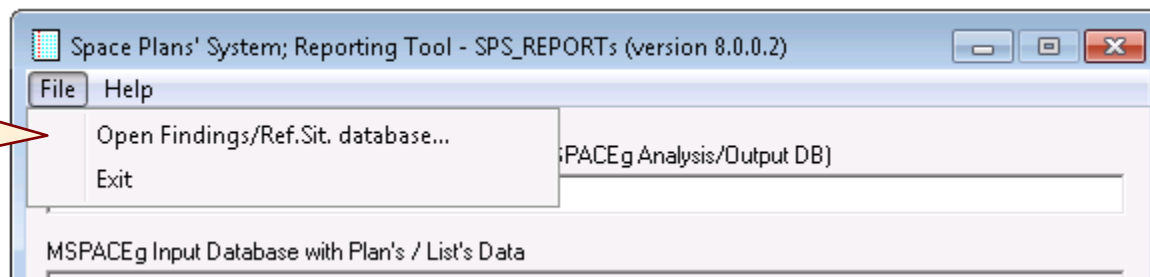 Space Plans' System; Reporting Tool - SPS_REPORTs (version 8.0.0.2)
File Help
Open Findings/Ref.Sit. database...
Exit
SPACEg Analysis/Output DB)
MSPACEg Input Database with Plan's / List's Data